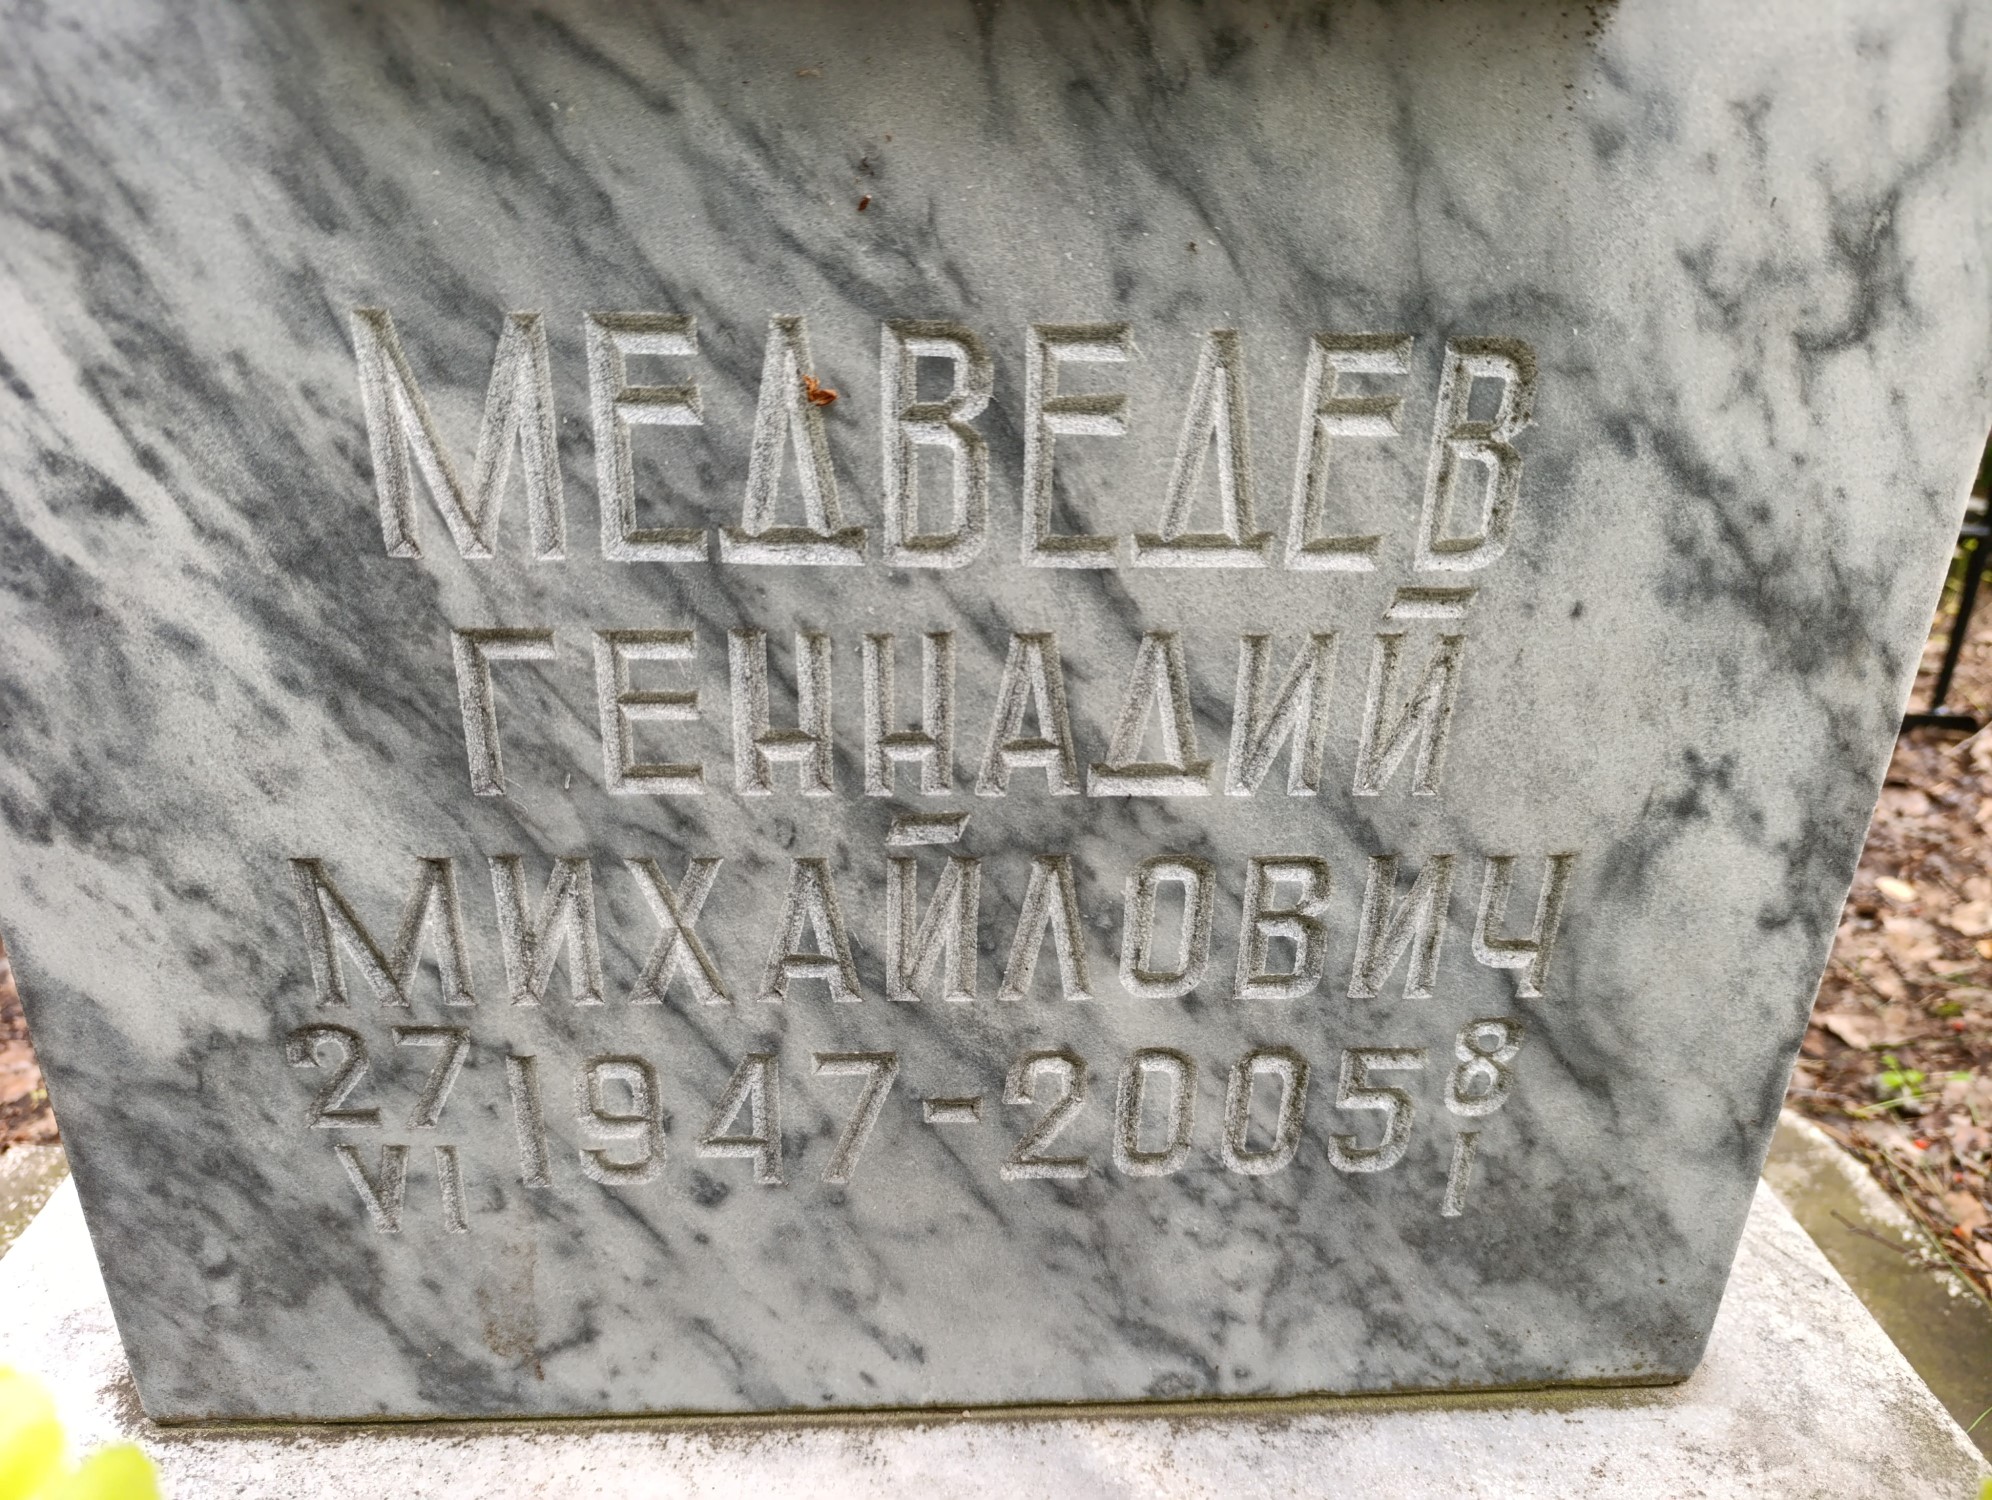 МЕДВЕДЕВ
ГЕННАДИЙ
МИХАЙЛОВИЧ
27/VI 1947-2005 8/I